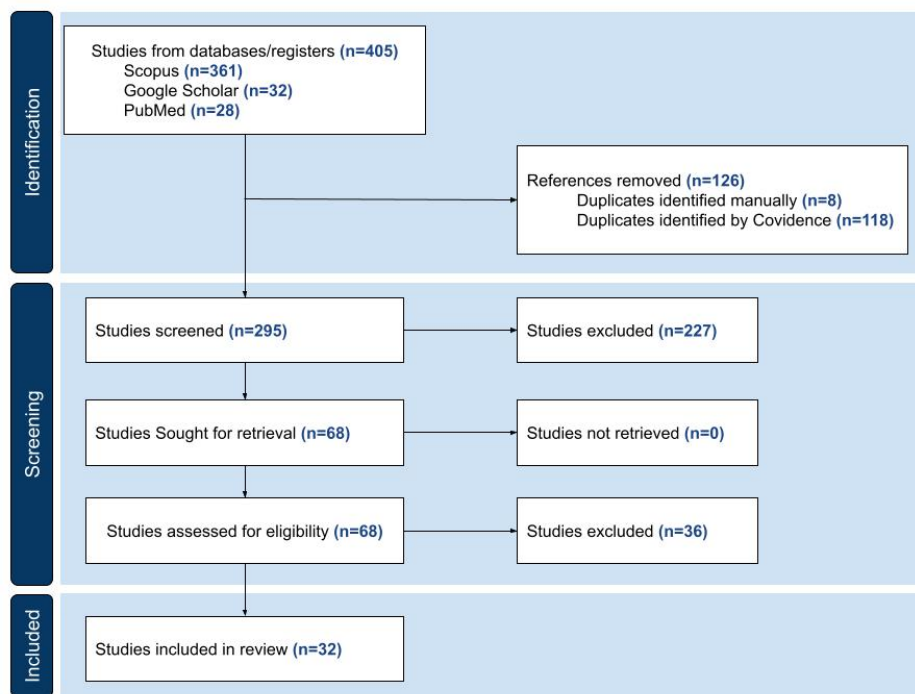 Identification
Studies from databases/registers (n=405)
Scopus (n=361)
Google Scholar (n=32)
PubMed (n=28)
References removed (n=126)
Duplicates identified manually (n=8)
Duplicates identified by Covidence (n=118)
Screening
Studies screened (n=295)
Studies excluded (n=227)
Studies Sought for retrieval (n=68)
Studies not retrieved (n=0)
Studies assessed for eligibility (n=68)
Studies excluded (n=36)
Included
Studies included in review (n=32)